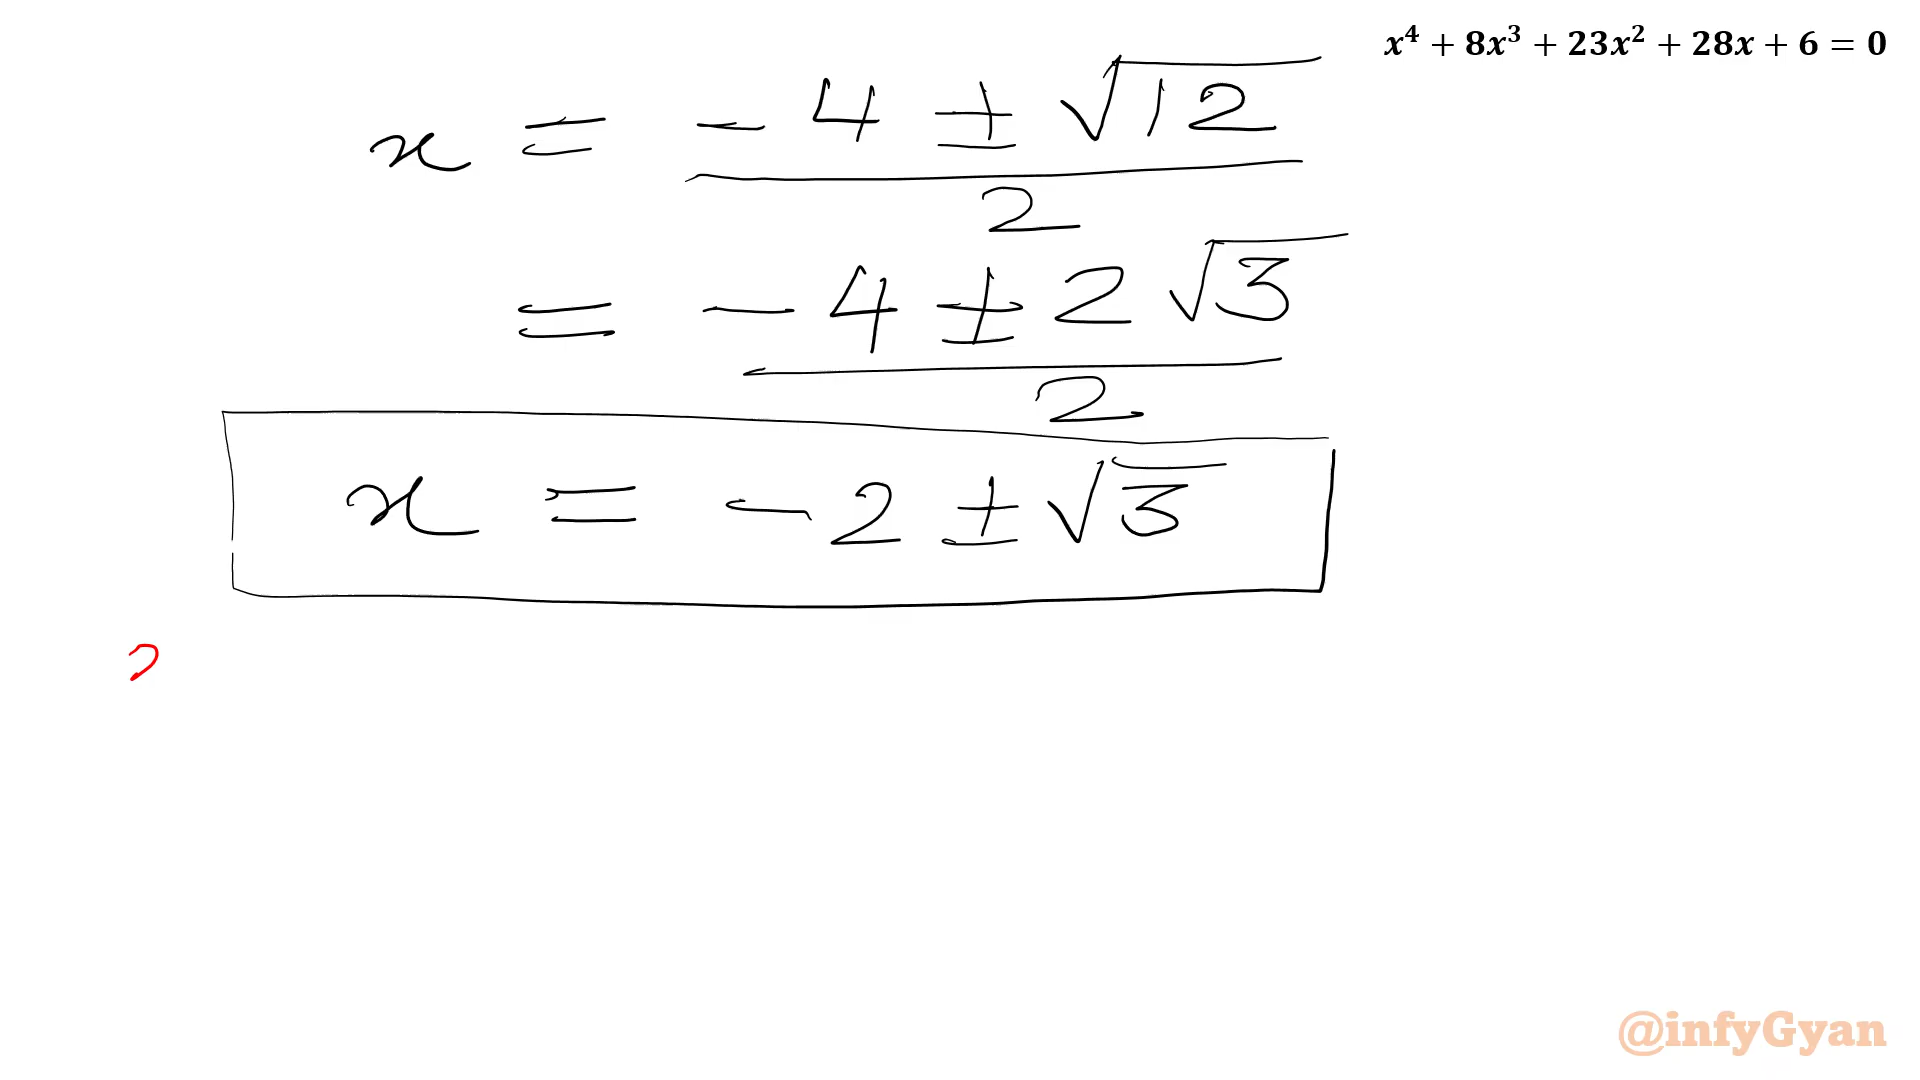 x⁴ + 8x³ + 23x² + 28x + 6 = 0
x = (-4 ± √12)/2
= (-4 ± 2√3)/2
x = -2 ± √3
@infyGyan